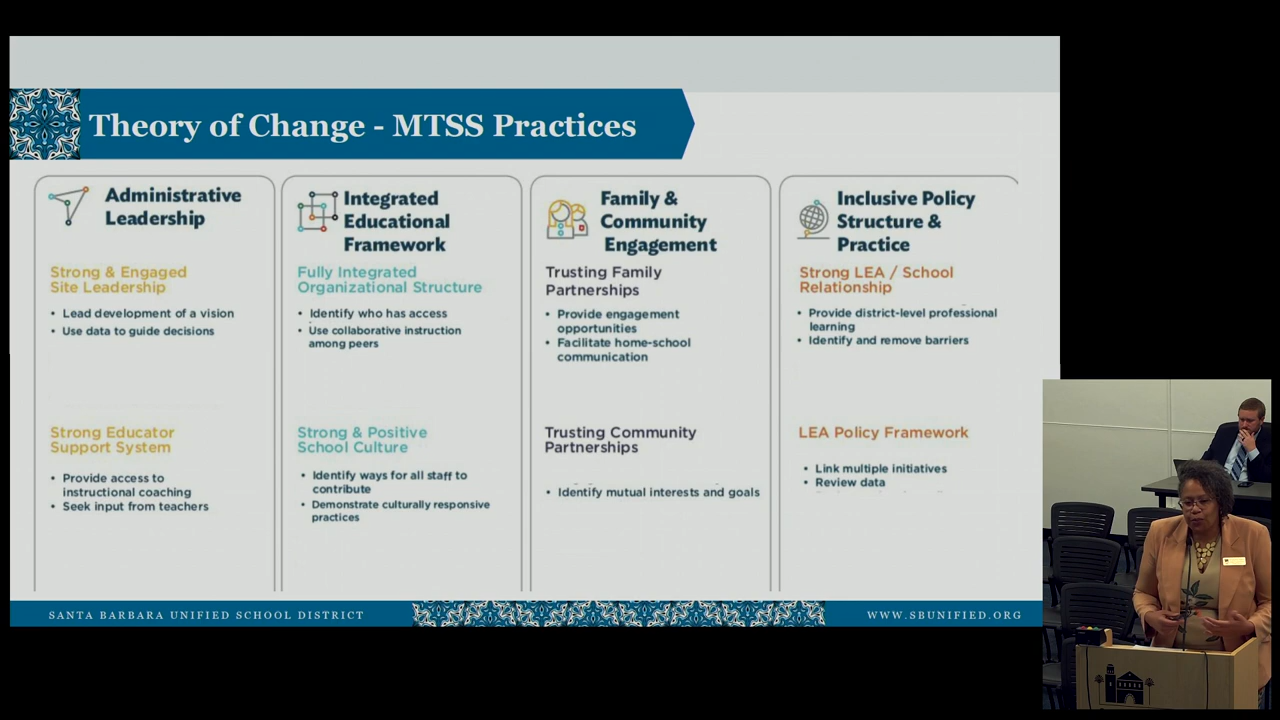 Theory of Change - MTSS Practices
Administrative
Leadership
Strong & Engaged
Site Leadership
• Lead development of a vision
• Use data to guide decisions
Strong Educator
Support System
• Provide access to
instructional coaching
• Seek input from teachers
Integrated
Educational
Framework
Fully Integrated
Organizational Structure
• Identify who has access
• Use collaborative instruction
among peers
Strong & Positive
School Culture
• Identify ways for all staff to
contribute
• Demonstrate culturally responsive
practices
Family &
Community
Engagement
Trusting Family
Partnerships
• Provide engagement
opportunities
• Facilitate home-school
communication
Trusting Community
Partnerships
• Identify mutual interests and goals
Inclusive Policy
Structure &
Practice
Strong LEA / School
Relationship
• Provide district-level professional
learning
• Identify and remove barriers
LEA Policy Framework
• Link multiple initiatives
• Review data
SANTA BARBARA UNIFIED SCHOOL DISTRICT
WWW.SBUNIFIED.ORG